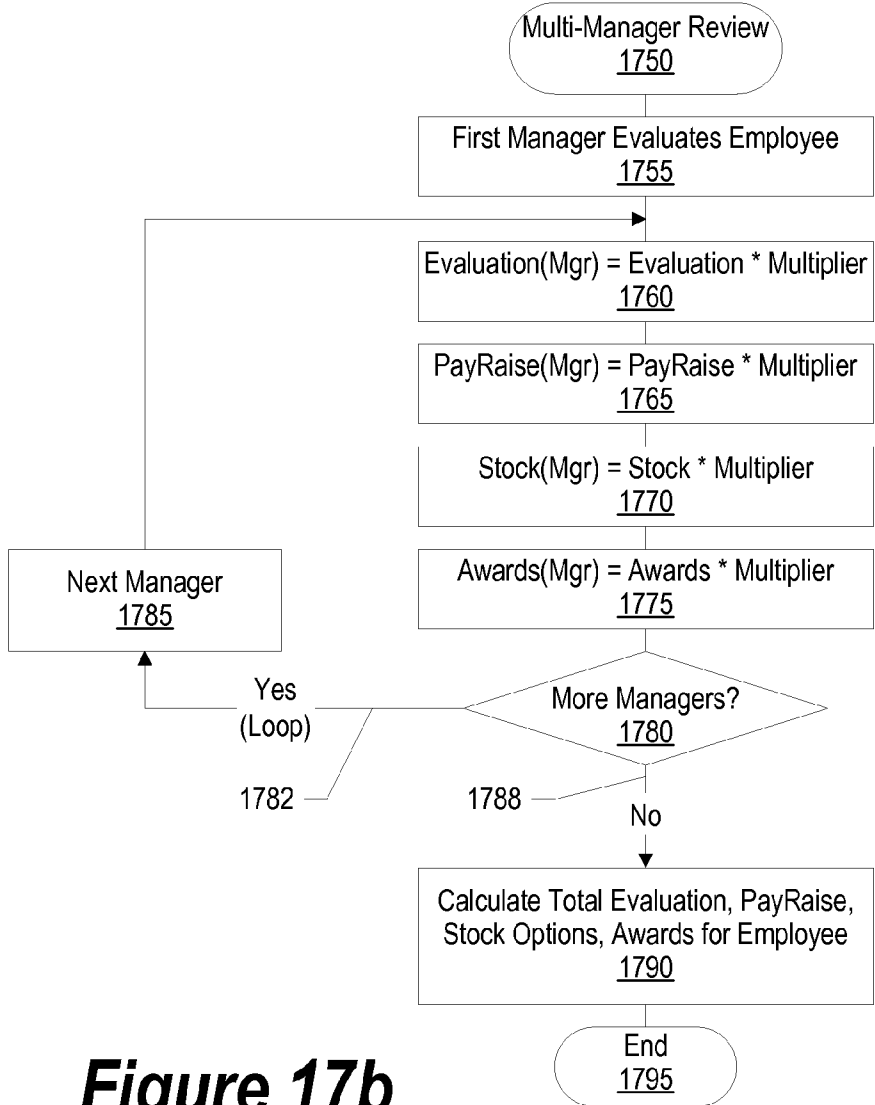 Multi-Manager Review
1750
First Manager Evaluates Employee
1755
Evaluation(Mgr) = Evaluation * Multiplier
1760
PayRaise(Mgr) = PayRaise * Multiplier
1765
Stock(Mgr) = Stock * Multiplier
1770
Awards(Mgr) = Awards * Multiplier
1775
Next Manager
1785
More Managers?
1780
Yes
(Loop)
1782
1788
No
Calculate Total Evaluation, PayRaise,
Stock Options, Awards for Employee
1790
End
1795
Figure 17b